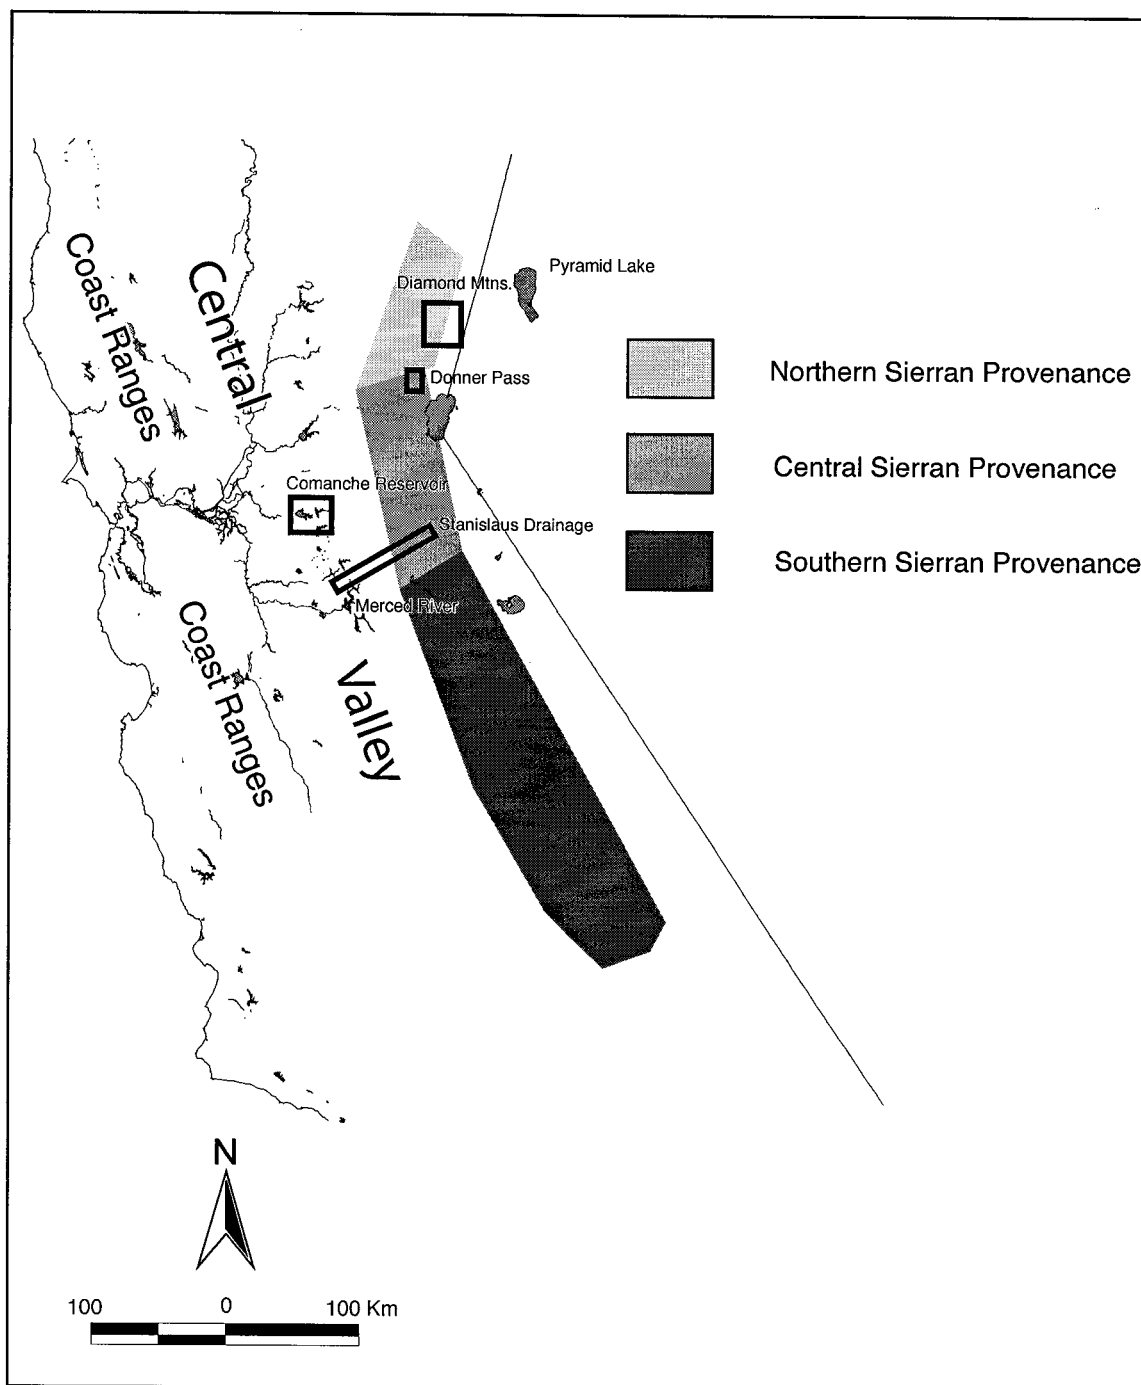 Coast Ranges
Central
Pyramid Lake
Diamond Mtns.
Donner Pass
Northern Sierran Provenance
Central Sierran Provenance
Southern Sierran Provenance
Comanche Reservoir
Stanislaus Drainage
Merced River
Coast Ranges
Valley
N
100 0 100 Km